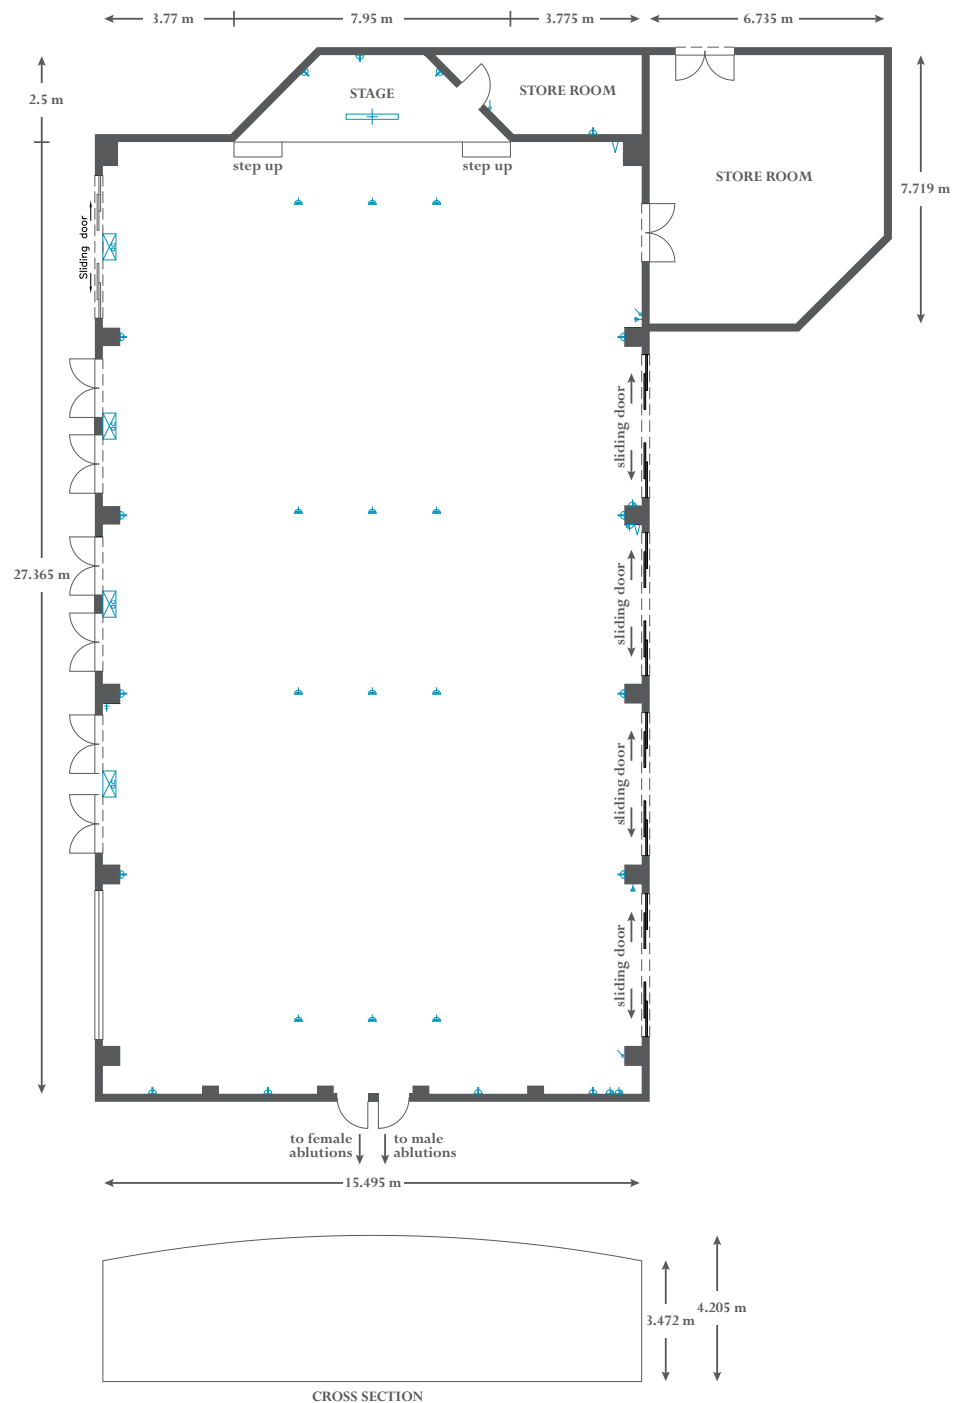 3.77 m
7.95 m
3.775 m
6.735 m
2.5 m
STAGE
STORE ROOM
step up
step up
STORE ROOM
7.719 m
Sliding door
sliding door
27.365 m
sliding door
sliding door
sliding door
to female
ablutions
to male
ablutions
15.495 m
4.205 m
3.472 m
CROSS SECTION